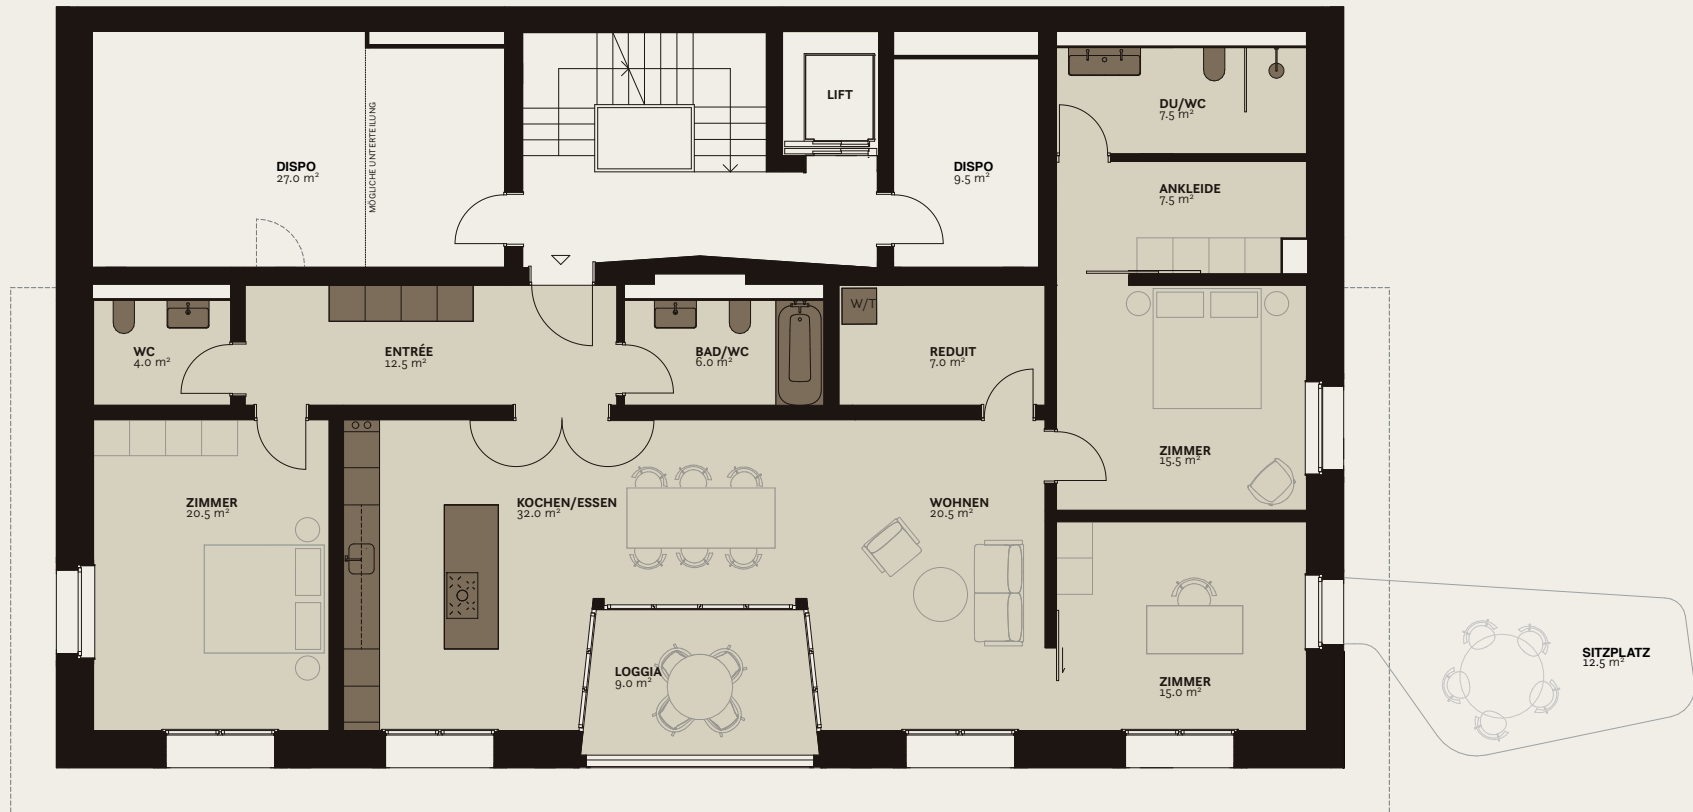 LIFT
DU/WC
7.5 m²
DISPO
27.0 m²
MÖGLICHE UNTERTEILUNG
DISPO
9.5 m²
ANKLEIDE
7.5 m²
W/T
WC
4.0 m²
ENTRÉE
12.5 m²
BAD/WC
6.0 m²
REDUIT
7.0 m²
ZIMMER
15.5 m²
ZIMMER
20.5 m²
KOCHEN/ESSEN
32.0 m²
WOHNEN
20.5 m²
LOGGIA
9.0 m²
ZIMMER
15.0 m²
SITZPLATZ
12.5 m²